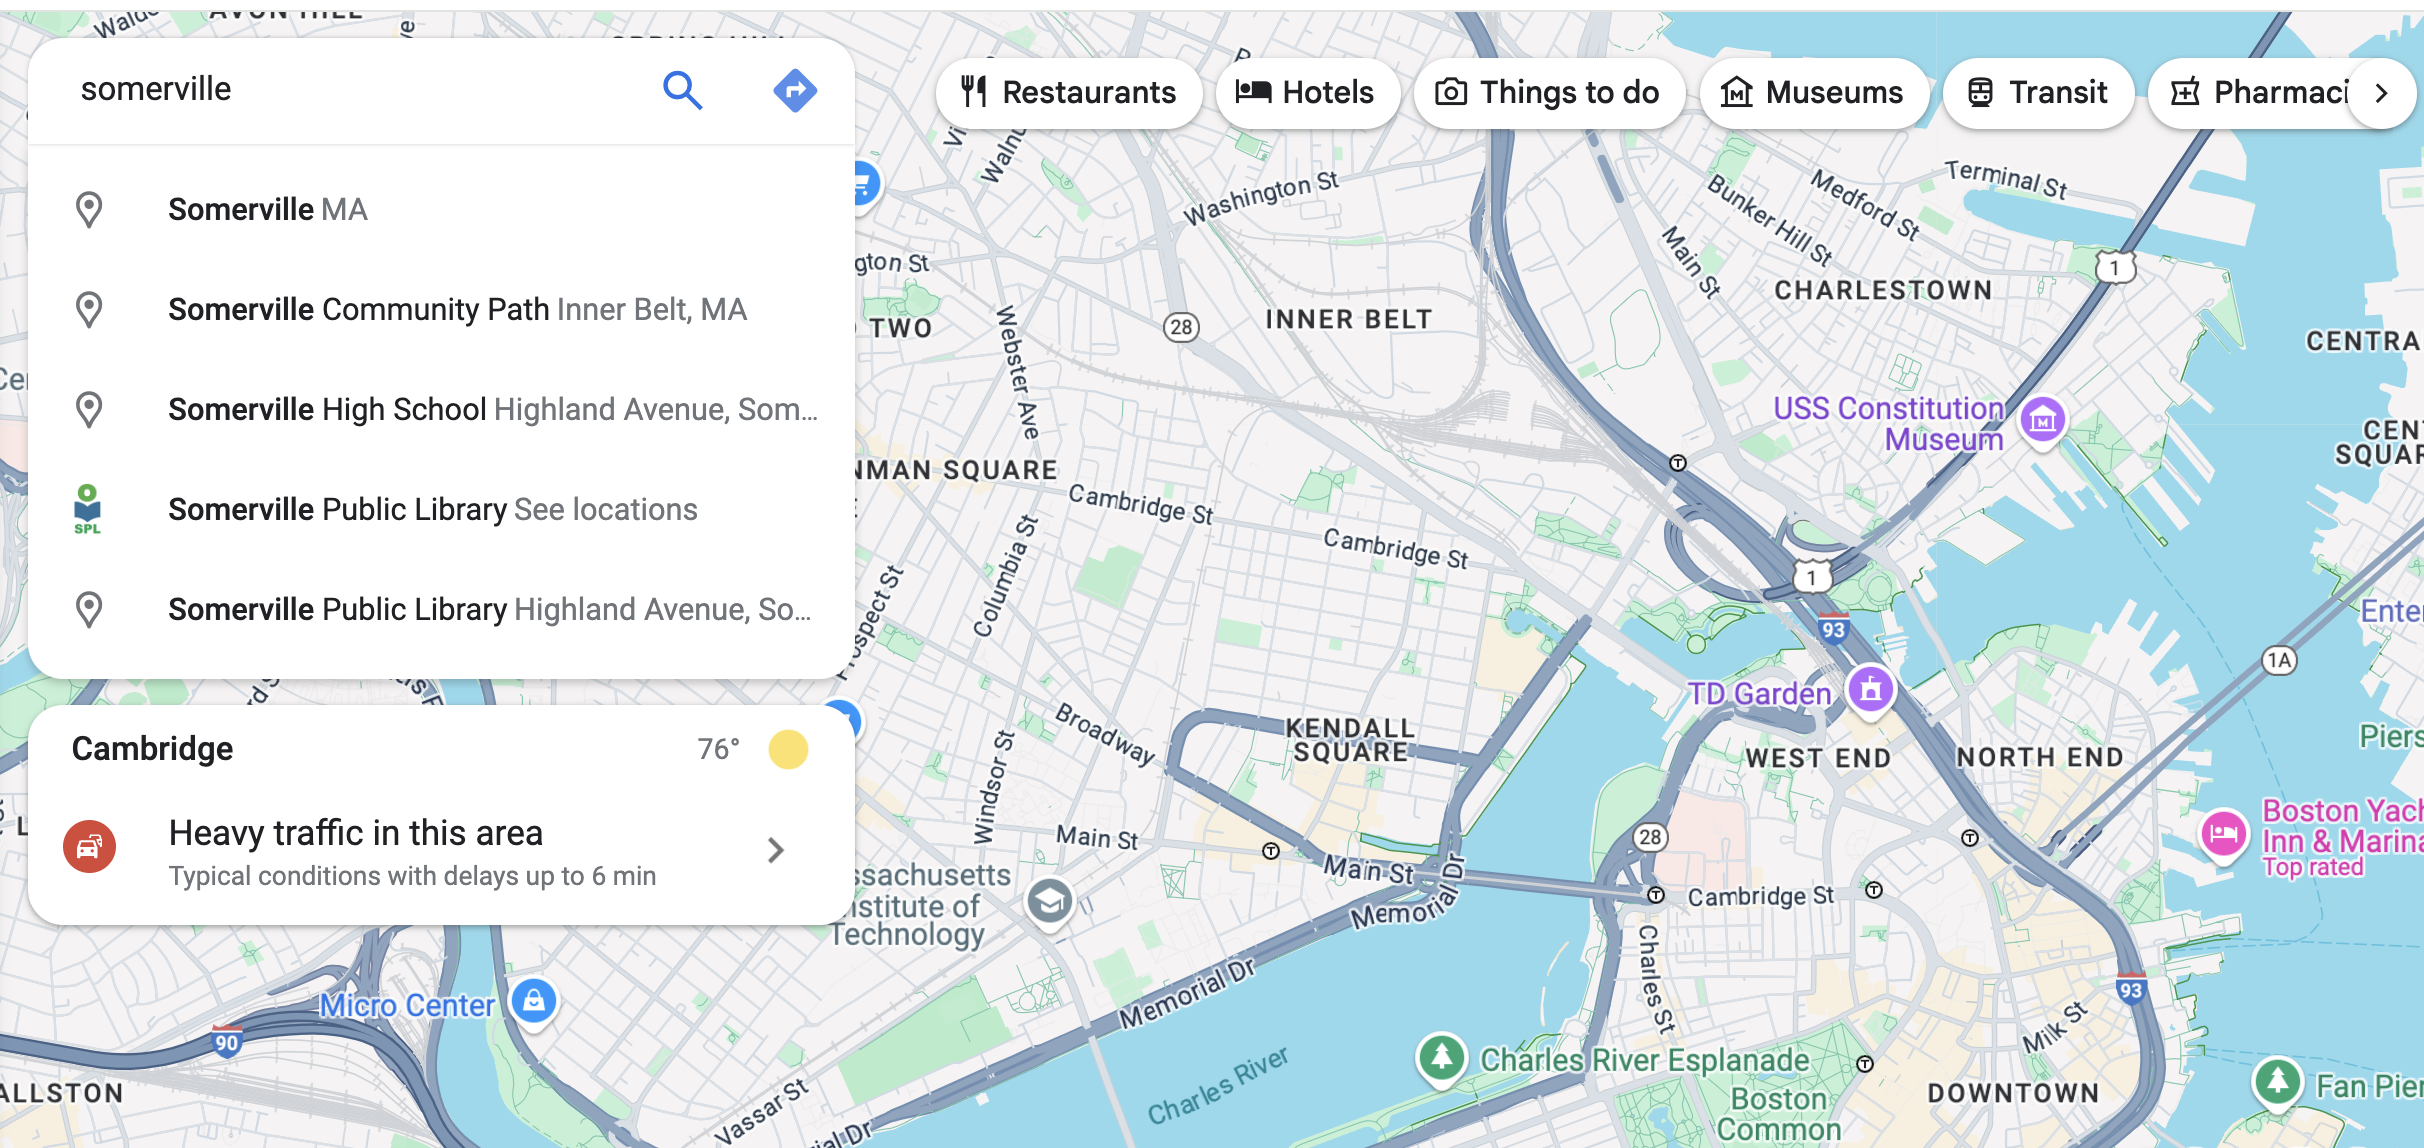 somerville
Somerville MA
Somerville Community Path Inner Belt, MA
Somerville High School Highland Avenue, Som...
SPL
Somerville Public Library See locations
Somerville Public Library Highland Avenue, So...
Cambridge 76°
Heavy traffic in this area
Typical conditions with delays up to 6 min
Restaurants
Hotels
Things to do
Museums
Transit
Pharmaci
AVON HILL
Washington St
Walnu
gton St
TWO
Webster Ave
28
INNER BELT
Terminal St
Medford St
Bunker Hill St
Main St
CHARLESTOWN
1
CENTRA
USS Constitution
Museum
CENT
SQUAR
NMAN SQUARE
Cambridge St
Cambridge St
Columbia St
Prospect St
1
93
Ente
1A
TD Garden
KENDALL
SQUARE
WEST END
NORTH END
Piers
Broadway
Windsor St
Main St
Main St
Memorial Dr
28
Cambridge St
Boston Yach
Inn & Marina
Top rated
ssachusetts
nstitute of
Technology
Charles St
Memorial Dr
Micro Center
90
93
Milk St
Charles River
Charles River Esplanade
Boston
Common
DOWNTOWN
Fan Pier
ALLSTON
Vassar St
ial Dr